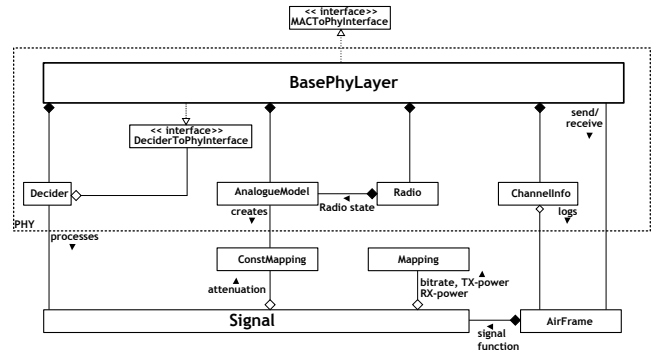 << interface>>
MACToPhyInterface
BasePhyLayer
<< interface>>
DeciderToPhyInterface
send/
receive
Decider
AnalogueModel
Radio
ChannelInfo
Radio state
creates
logs
PHY
processes
ConstMapping
Mapping
attenuation
bitrate, TX-power
RX-power
Signal
AirFrame
signal
function